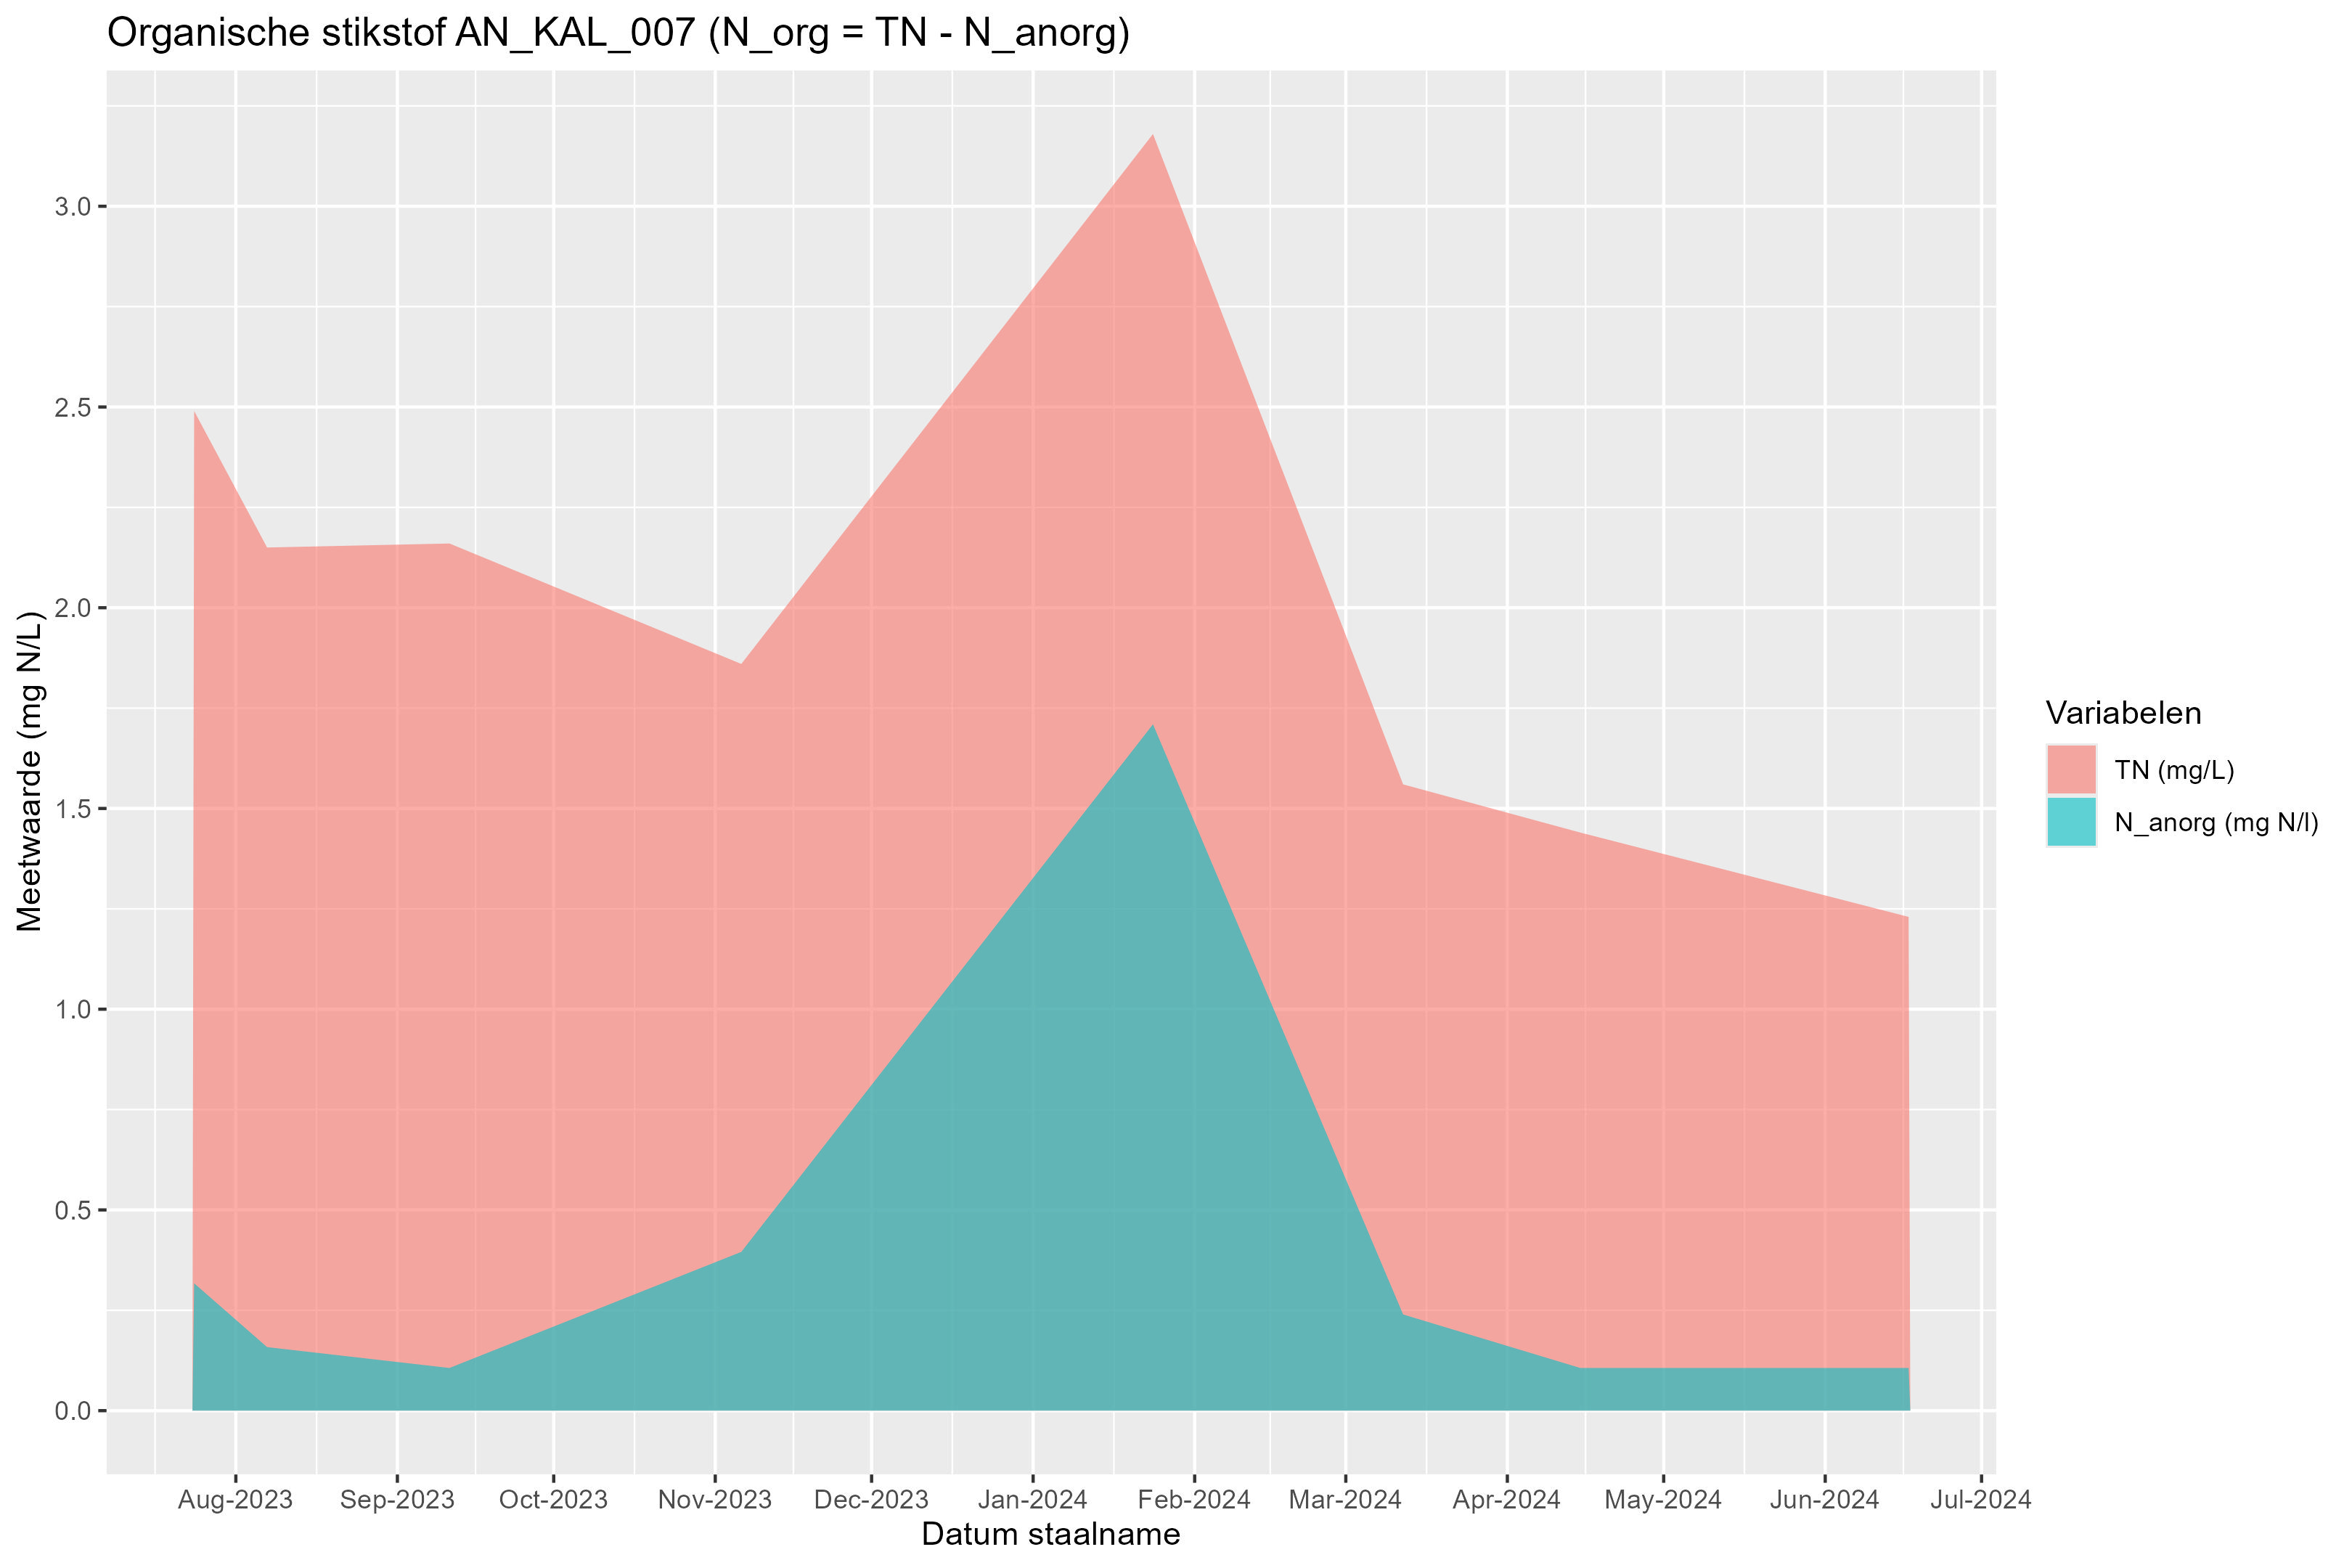 Organische stikstof AN_KAL_007 (N_org = TN - N_anorg)
3.0
2.5
2.0
1.5
1.0
0.5
0.0
Meetwaarde (mg N/L)
Aug-2023 Sep-2023 Oct-2023 Nov-2023 Dec-2023 Jan-2024 Feb-2024 Mar-2024 Apr-2024 May-2024 Jun-2024 Jul-2024
Datum staalname
Variabelen
TN (mg/L)
N_anorg (mg N/l)